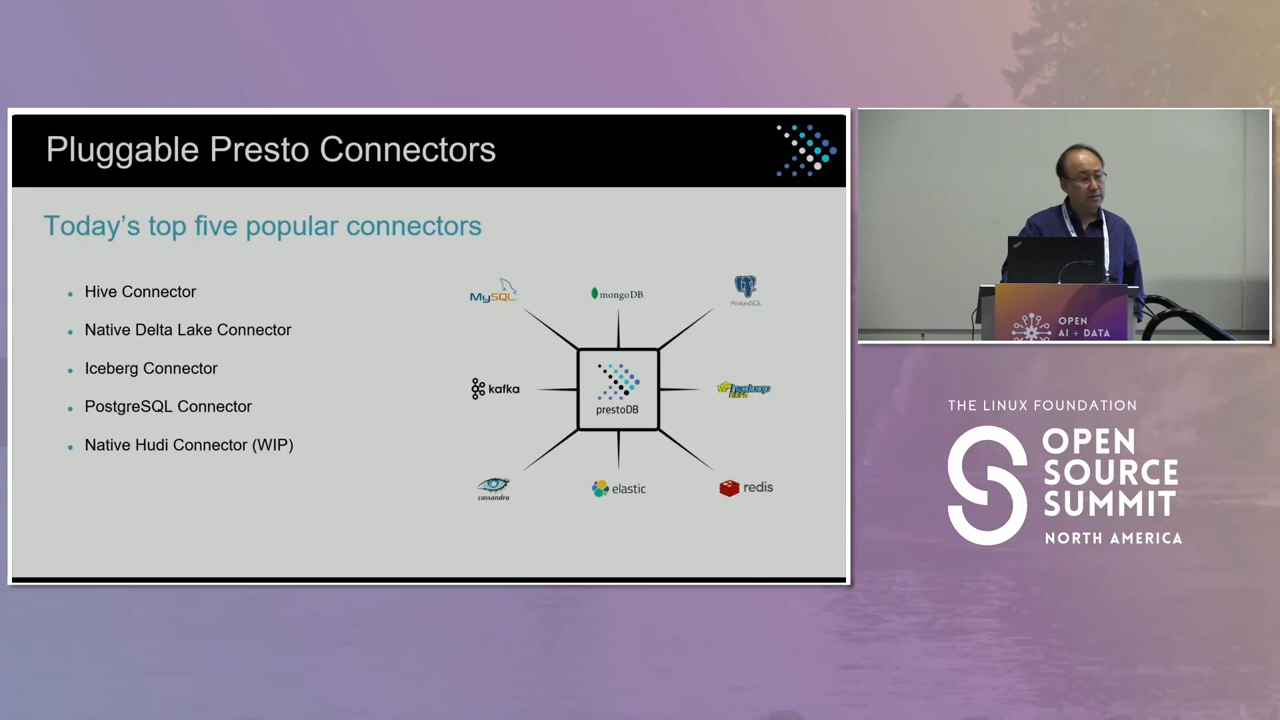 Pluggable Presto Connectors
Today's top five popular connectors
Hive Connector
Native Delta Lake Connector
Iceberg Connector
PostgreSQL Connector
Native Hudi Connector (WIP)
MySQL
mongoDB
PostgreSQL
kafka
prestoDB
cassandra
elastic
redis
OPEN
AI + DATA
THE LINUX FOUNDATION
OPEN
SOURCE
SUMMIT
NORTH AMERICA